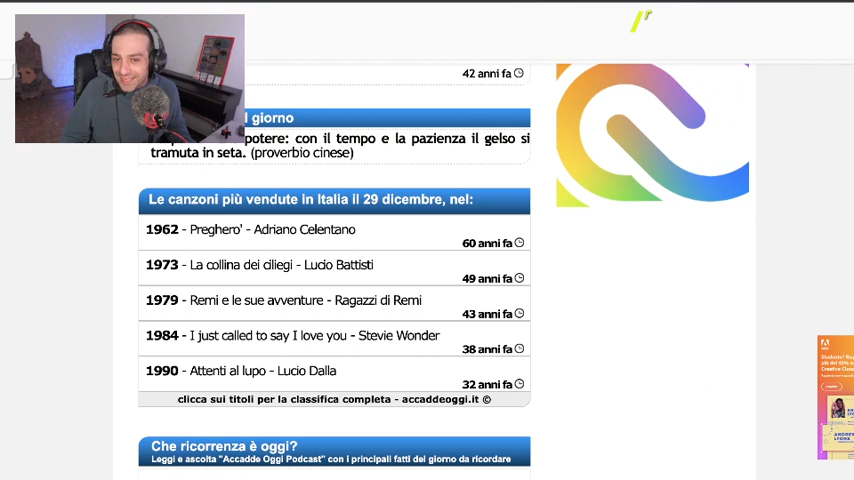 42 anni fa
l giorno
potere: con il tempo e la pazienza il gelso si
tramuta in seta. (proverbio cinese)
Le canzoni più vendute in Italia il 29 dicembre, nel:
1962 - Preghero' - Adriano Celentano
60 anni fa
1973 - La collina dei ciliegi - Lucio Battisti
49 anni fa
1979 - Remi e le sue avventure - Ragazzi di Remi
43 anni fa
1984 - I just called to say I love you - Stevie Wonder
38 anni fa
1990 - Attenti al lupo - Lucio Dalla
32 anni fa
clicca sui titoli per la classifica completa - accaddeoggi.it ©
Che ricorrenza è oggi?
Leggi e ascolta "Accadde Oggi Podcast" con i principali fatti del giorno da ricordare
Adobe
Creative Clou